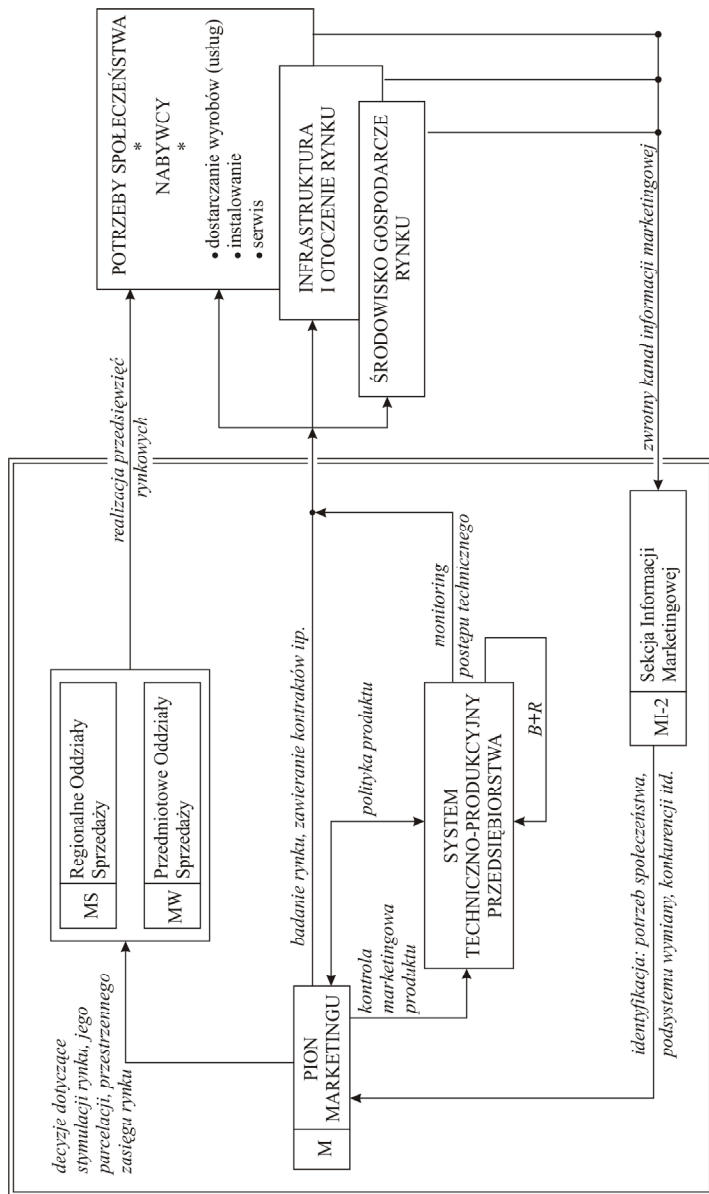 decyzje dotyczące
stymulacji rynku, jego
parcelacji, przestrzennego
zasięgu rynku
MS
Regionalne Oddziały
Sprzedaży
MW
Przedmiotowe Oddziały
Sprzedaży
realizacja przedsięwzięć
rynkowych
POTRZEBY SPOŁECZEŃSTWA
*
NABYWCY
*
• dostarczanie wyrobów (usług)
• instalowanie
• serwis
INFRASTRUKTURA
I OTOCZENIE RYNKU
ŚRODOWISKO GOSPODARCZE
RYNKU
M
PION
MARKETINGU
badanie rynku, zawieranie kontraktów itp.
polityka produktu
kontrola
marketingowa
produktu
SYSTEM
TECHNICZNO-PRODUKCYJNY
PRZEDSIĘBIORSTWA
monitoring
postępu technicznego
B+R
identyfikacja: potrzeb społeczeństwa,
podsystemu wymiany, konkurencji itd.
MI-2
Sekcja Informacji
Marketingowej
zwrotny kanał informacji marketingowej